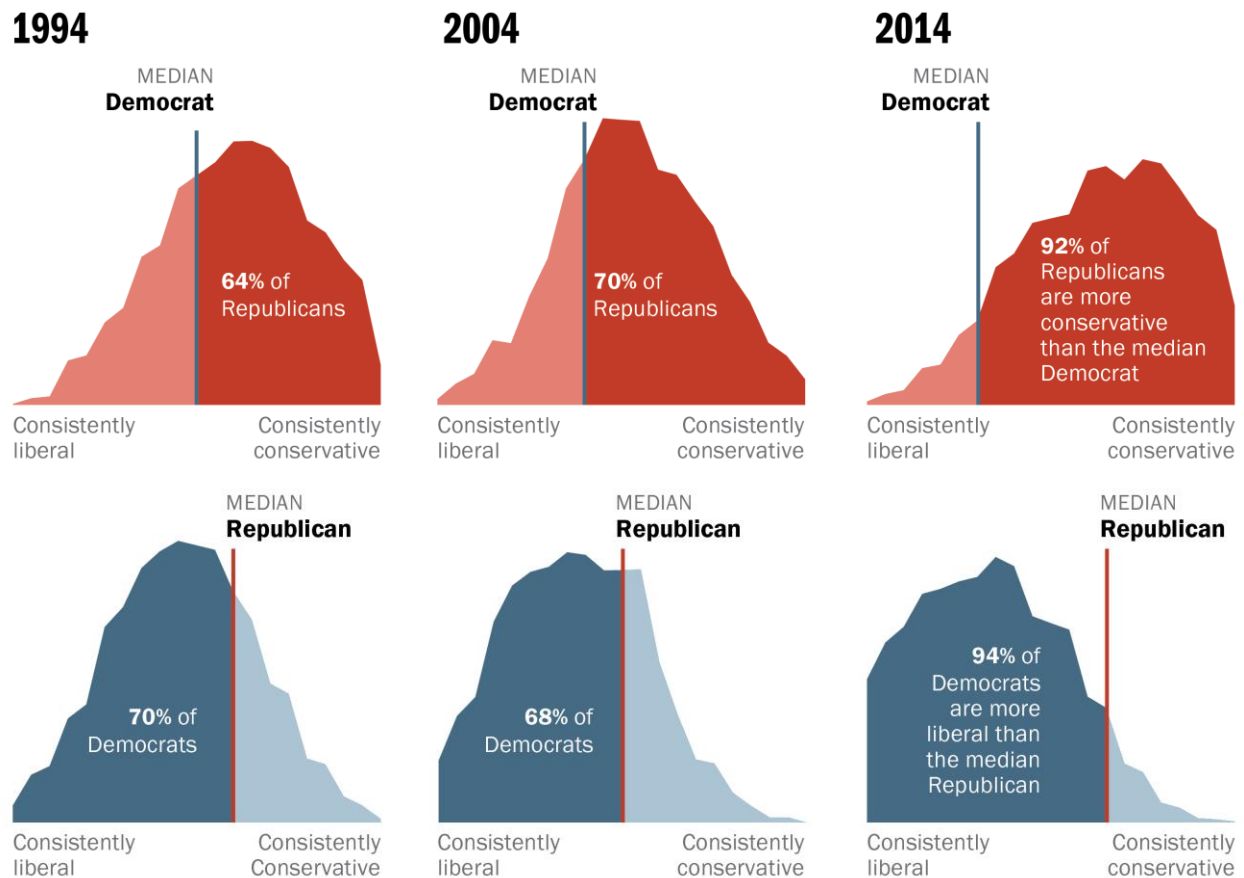 1994
MEDIAN
Democrat
64% of
Republicans
Consistently
liberal
Consistently
conservative
2004
MEDIAN
Democrat
70% of
Republicans
Consistently
liberal
Consistently
conservative
2014
MEDIAN
Democrat
92% of
Republicans
are more
conservative
than the median
Democrat
Consistently
liberal
Consistently
conservative
MEDIAN
Republican
70% of
Democrats
Consistently
liberal
Consistently
Conservative
MEDIAN
Republican
68% of
Democrats
Consistently
liberal
Consistently
conservative
MEDIAN
Republican
94% of
Democrats
are more
liberal than
the median
Republican
Consistently
liberal
Consistently
conservative